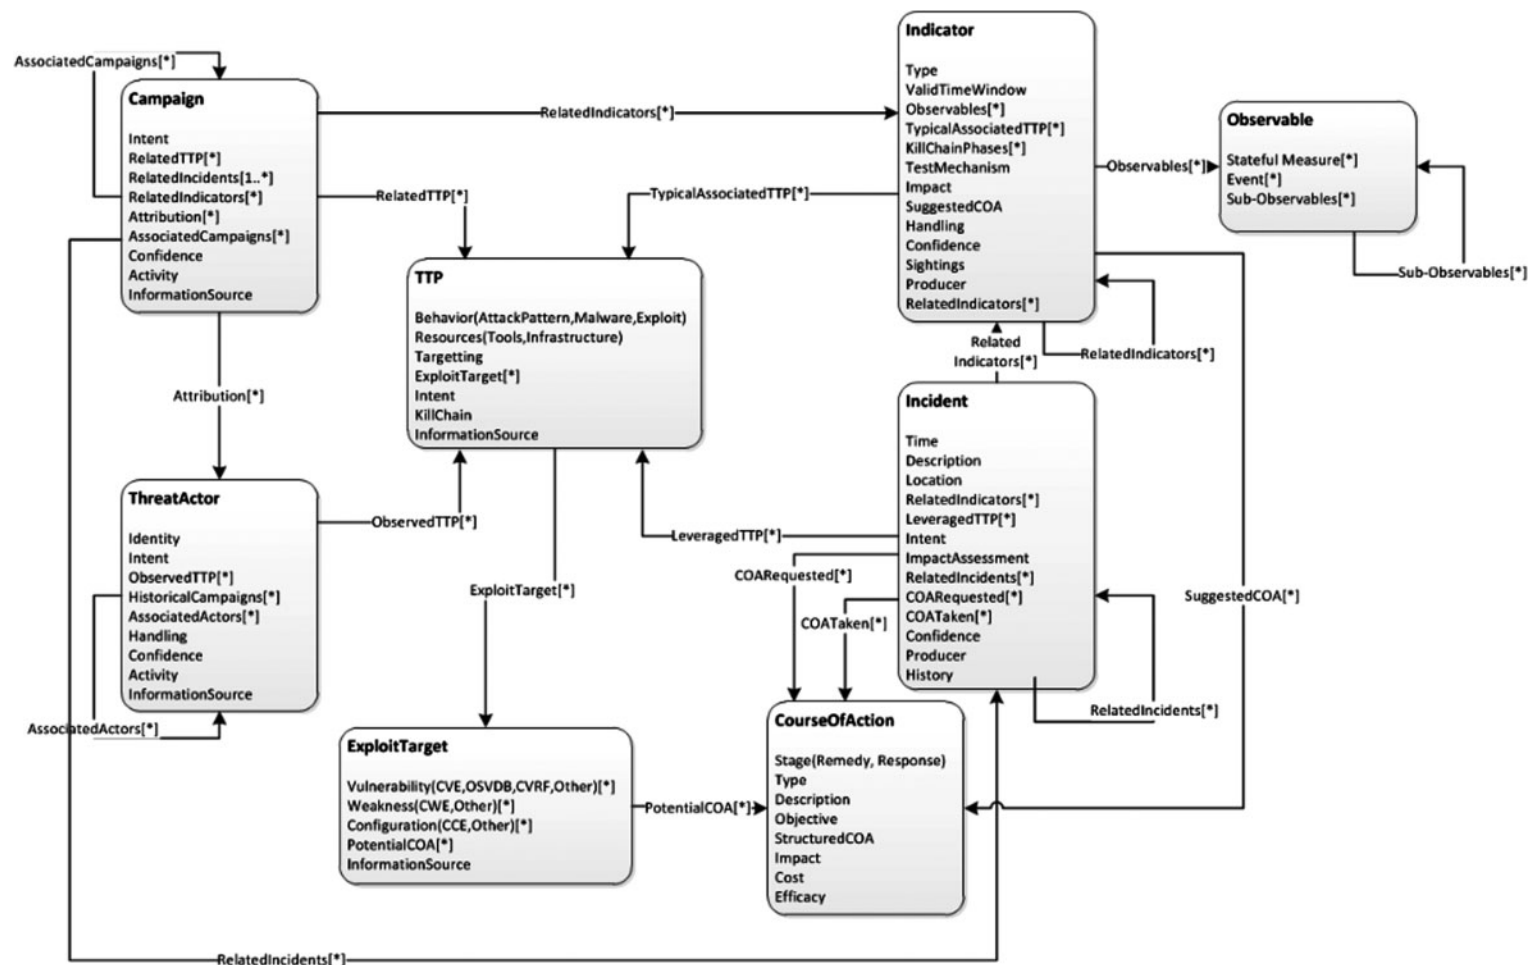 AssociatedCampaigns[*]
Campaign
Intent
RelatedTTP[*]
RelatedIncidents[1..*]
RelatedIndicators[*]
Attribution[*]
AssociatedCampaigns[*]
Confidence
Activity
InformationSource
RelatedIndicators[*]
RelatedTTP[*]
TypicalAssociatedTTP[*]
Indicator
Type
ValidTimeWindow
Observables[*]
TypicalAssociatedTTP[*]
KillChainPhases[*]
TestMechanism
Impact
SuggestedCOA
Handling
Confidence
Sightings
Producer
RelatedIndicators[*]
Observables[*]
Observable
Stateful Measure[*]
Event[*]
Sub-Observables[*]
Sub-Observables[*]
TTP
Behavior(AttackPattern,Malware,Exploit)
Resources(Tools,Infrastructure)
Targetting
ExploitTarget[*]
Intent
KillChain
InformationSource
Related
Indicators[*]
RelatedIndicators[*]
Attribution[*]
Incident
Time
Description
Location
RelatedIndicators[*]
LeveragedTTP[*]
Intent
ImpactAssessment
RelatedIncidents[*]
COARequested[*]
COATaken[*]
Confidence
Producer
History
ThreatActor
Identity
Intent
ObservedTTP[*]
HistoricalCampaigns[*]
AssociatedActors[*]
Handling
Confidence
Activity
InformationSource
ObservedTTP[*]
LeveragedTTP[*]
COARequested[*]
COATaken[*]
ExploitTarget[*]
SuggestedCOA[*]
RelatedIncidents[*]
AssociatedActors[*]
ExploitTarget
Vulnerability(CVE,OSVDB,CVRF,Other)[*]
Weakness(CWE,Other)[*]
Configuration(CCE,Other)[*]
PotentialCOA[*]
InformationSource
PotentialCOA[*]
CourseOfAction
Stage(Remedy, Response)
Type
Description
Objective
StructuredCOA
Impact
Cost
Efficacy
RelatedIncidents[*]